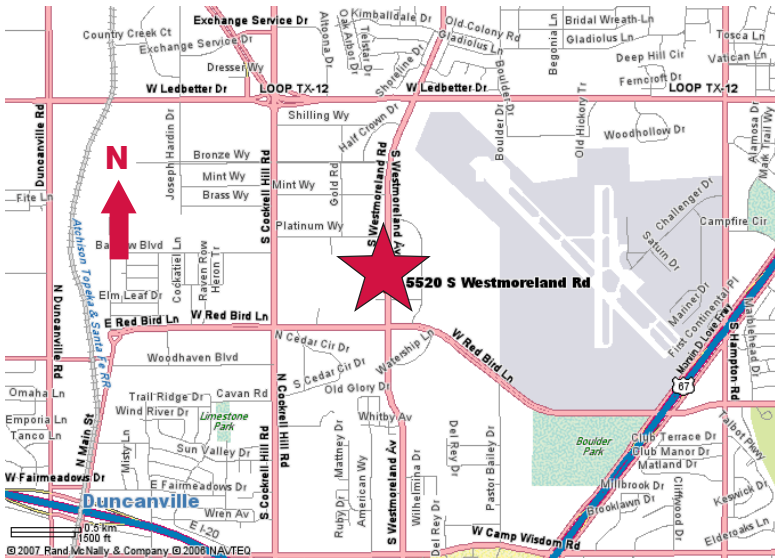 Exchange Service Dr
Kimballdale Dr
Old Colony Rd
Bridal Wreath Ln
Country Creek Ct
Exchange Service Dr
Altoona Dr
Oak Arbor Dr
Teister Dr
Gladiolus Ln
Begonia Ln
Gladiolus Ln
Tosca Ln
Dresser Wy
Shoreline Dr
Boulder Dr
Deep Hill Cir
Vatican Ln
Ferncroft Dr
W Ledbetter Dr
LOOP TX-12
W Ledbetter Dr
LOOP TX-12
Duncanville Rd
Joseph Hardin Dr
Shilling Wy
Half Crown Dr
Boulder Dr
Old Hickory Tr
Woodhollow Dr
Alamosa Dr
Mark Trail Wy
N
Bronze Wy
Mint Wy
Mint Wy
Gold Rd
Brass Wy
S Cockrell Hill Rd
S Westmoreland Rd
S Westmoreland Av
Fite Ln
Platinum Wy
Challenger Dr
Campfire Cir
Saturn Dr
Atchison Topeka & Santa Fe RR
Cockatiel Ln
Raven Row
Heron Tr
5520 S Westmoreland Rd
N Duncanville Rd
Elm Leaf Dr
Mariner Dr
First Continental Pl
Marvin D Love Frwy
S Hampton Rd
Marblehead Dr
E Red Bird Ln
W Red Bird Ln
W Red Bird Ln
N Cedar Cir Dr
Watership Ln
Woodhaven Blvd
S Cedar Cir Dr
67
Omaha Ln
Trail Ridge Dr
Cavan Rd
Old Glory Dr
N Cockrell Hill Rd
Wind River Dr
Limestone
Park
Whitby Av
Emporia Ln
Tanco Ln
N Main St
Misty Ln
Sun Valley Dr
S Cockrell Hill Rd
Mattney Dr
Del Rey Dr
Pastor Bailey Dr
Boulder
Park
Club Terrace Dr
Club Manor Dr
Matland Dr
Talbot Pkwy
W Fairmeadows Dr
E Fairmeadows Dr
Ruby Dr
American Wy
S Westmoreland Av
Wilhelmina Dr
Millbrook Dr
Keswick Dr
Duncanville
Wren Av
Brooklawn Dr
Cliffwood Dr
E I-20
Del Rey Dr
W Camp Wisdom Rd
Elderoaks Ln
0.5 km
1500 ft
© 2007 Rand McNally & Company © 2006 NAVTEQ